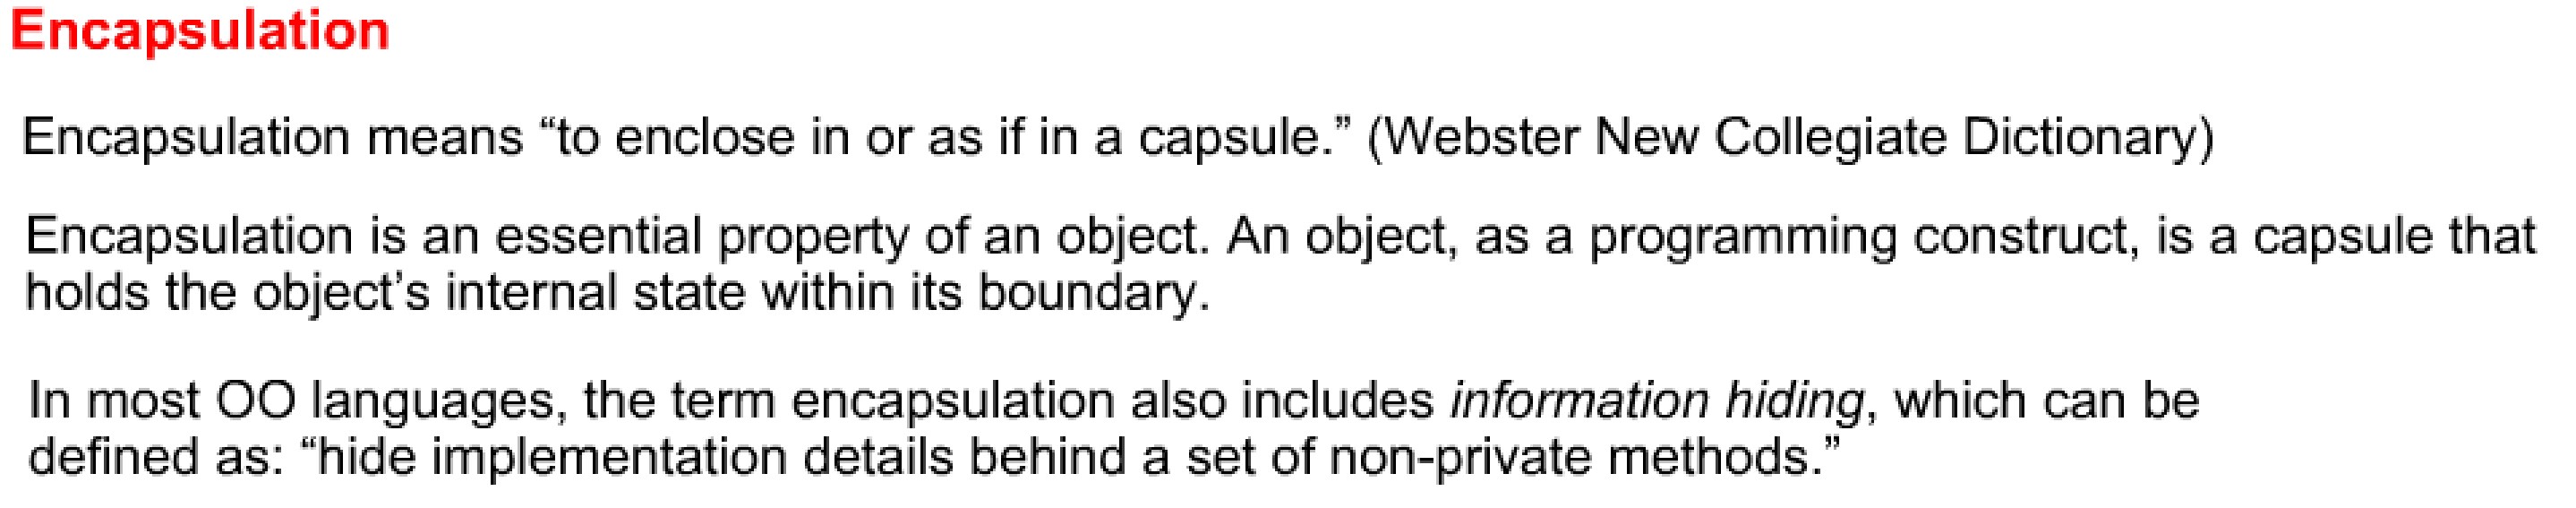 Encapsulation
Encapsulation means “to enclose in or as if in a capsule.” (Webster New Collegiate Dictionary)
Encapsulation is an essential property of an object. An object, as a programming construct, is a capsule that
holds the object’s internal state within its boundary.
In most OO languages, the term encapsulation also includes information hiding, which can be
defined as: “hide implementation details behind a set of non-private methods.”